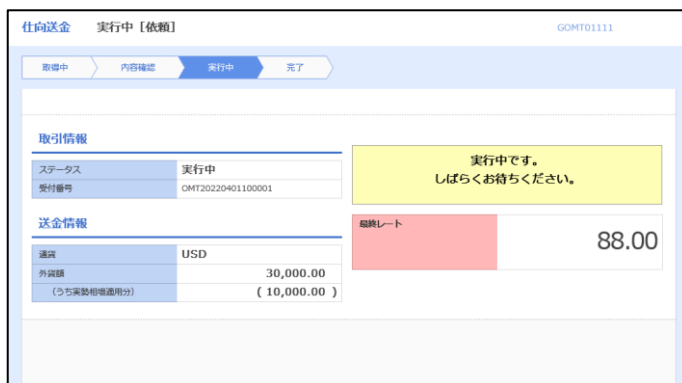 仕向送金 実行中［依頼］ GOMT01111
取得中 内容確認 実行中 完了
取引情報
ステータス 実行中
受付番号 OMT20220401100001
実行中です。
しばらくお待ちください。
送金情報
通貨 USD
外貨額 30,000.00
（うち実勢相場適用分） ( 10,000.00 )
最終レート 88.00